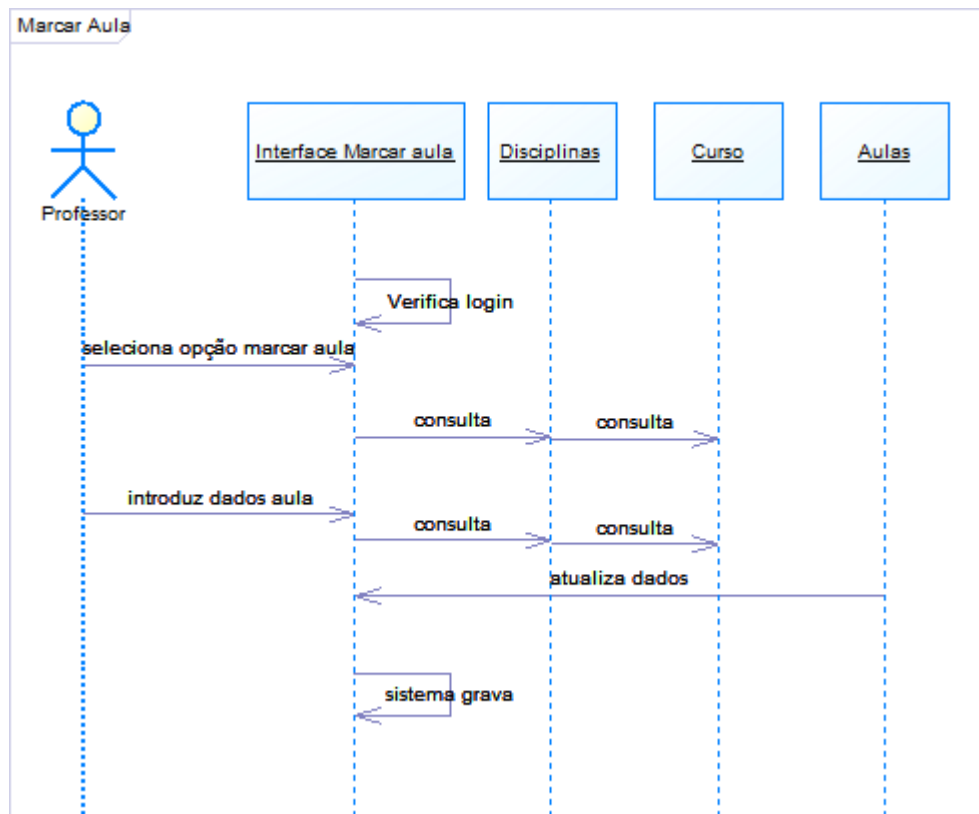 Marcar Aula
Professor
Interface Marcar aula
Disciplinas
Curso
Aulas
Verifica login
seleciona opção marcar aula
consulta
consulta
introduz dados aula
consulta
consulta
atualiza dados
sistema grava